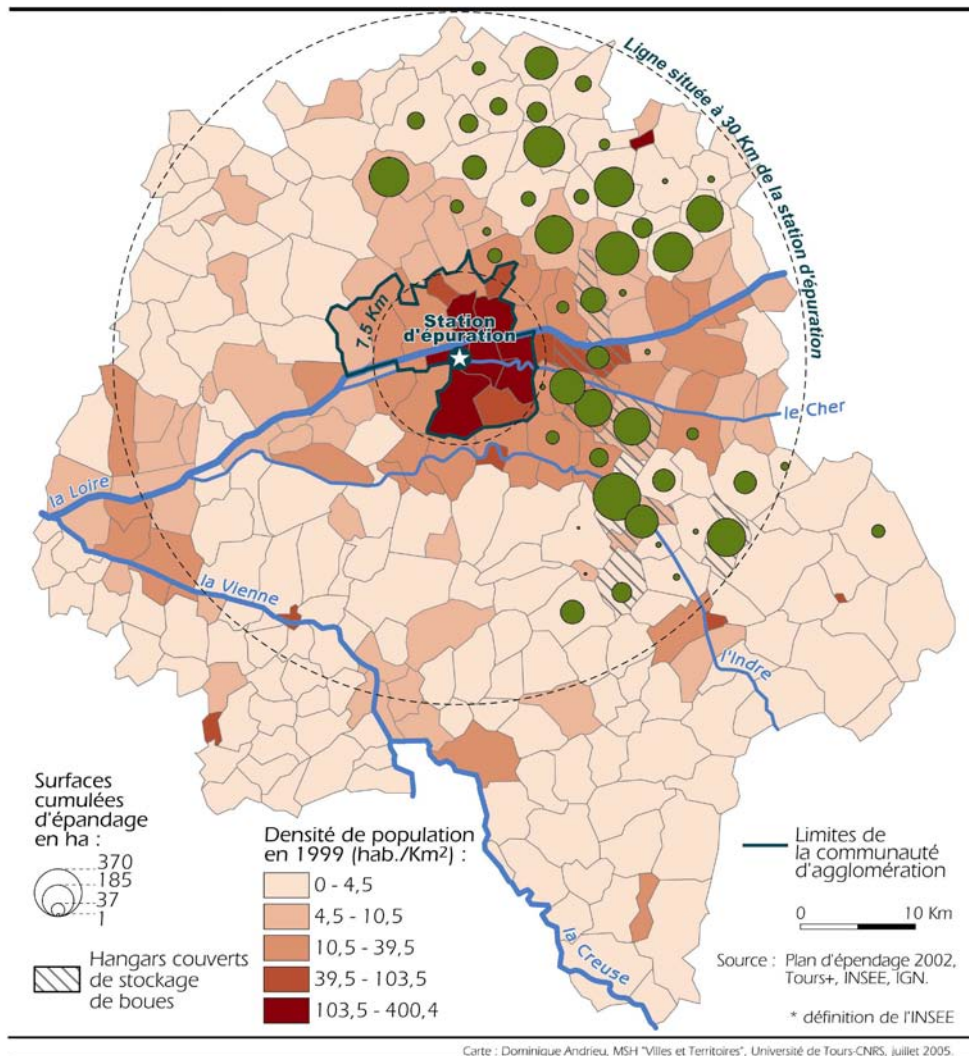 Ligne située à 30 Km de la station d'épuration
7,5 Km
Station
d'épuration
le Cher
la Loire
la Vienne
l'Indre
la Creuse
Surfaces
cumulées
d'épandage
en ha :
370
185
37
1
Hangars couverts
de stockage
de boues
Densité de population
en 1999 (hab./Km²) :
0 - 4,5
4,5 - 10,5
10,5 - 39,5
39,5 - 103,5
103,5 - 400,4
Limites de
la communauté
d'agglomération
0 10 Km
Source : Plan d'épendage 2002,
Tours+, INSEE, IGN.
* définition de l'INSEE
Carte : Dominique Andrieu, MSH "Villes et Territoires", Université de Tours-CNRS, juillet 2005.